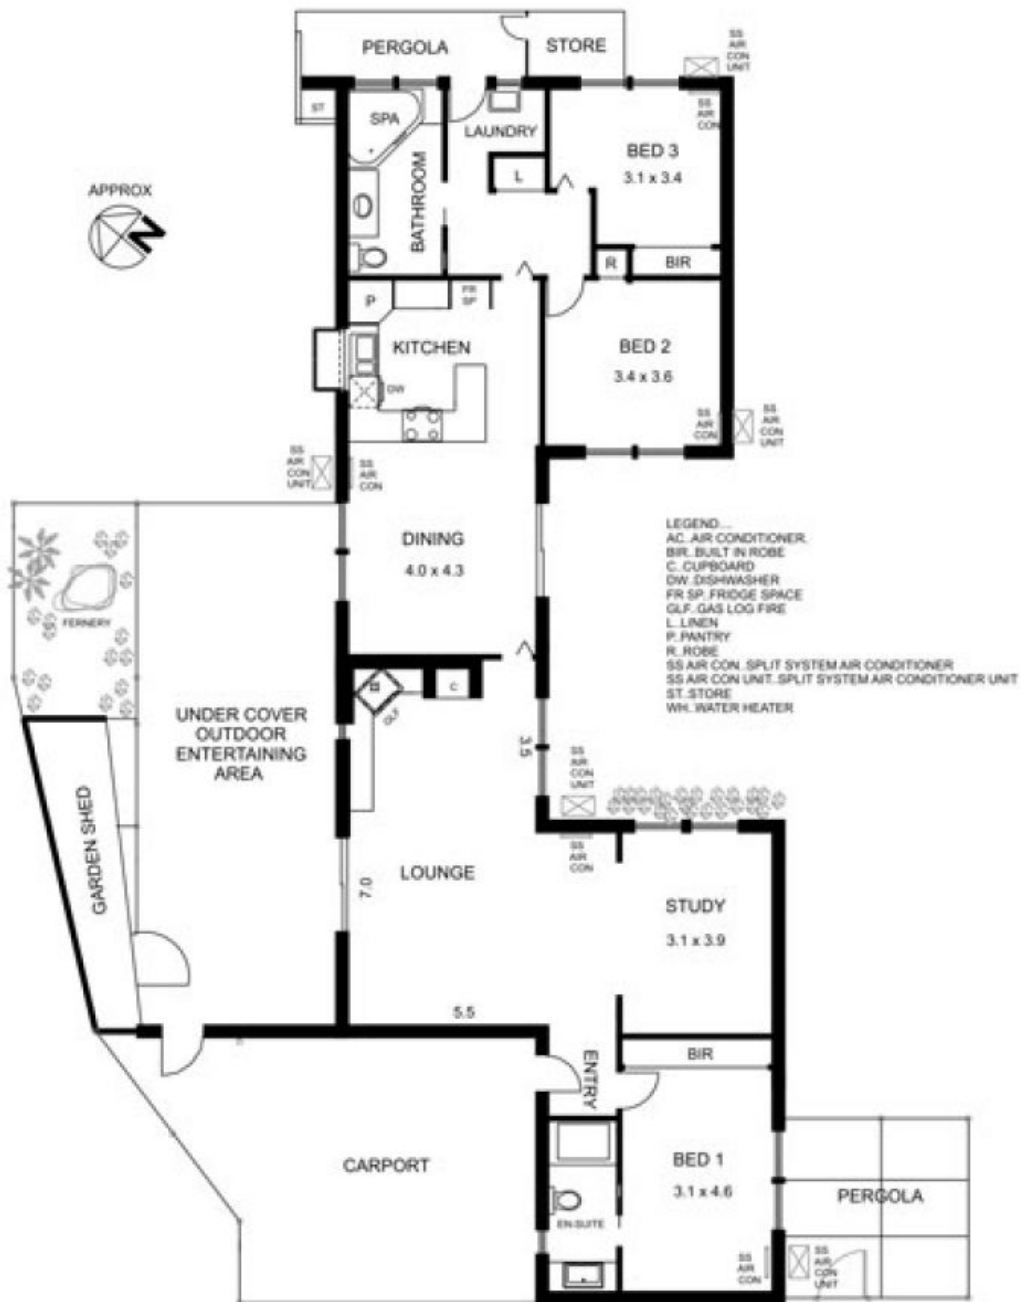 PERGOLA
STORE
SS
AIR
CON
UNIT
ST
SPA
LAUNDRY
SS
AIR
CON
BED 3
3.1 x 3.4
L
BATHROOM
APPROX
N
R
BIR
P
FR
SP
KITCHEN
BED 2
3.4 x 3.6
DW
SS
AIR
CON
SS
AIR
CON
UNIT
SS
AIR
CON
UNIT
SS
AIR
CON
DINING
4.0 x 4.3
LEGEND...
AC..AIR CONDITIONER.
BIR..BUILT IN ROBE
C..CUPBOARD
DW..DISHWASHER
FR SP..FRIDGE SPACE
GLF..GAS LOG FIRE
L..LINEN
P..PANTRY
R..ROBE
SS AIR CON..SPLIT SYSTEM AIR CONDITIONER
SS AIR CON UNIT..SPLIT SYSTEM AIR CONDITIONER UNIT
ST..STORE
WH..WATER HEATER
FERNERY
C
GLF
UNDER COVER
OUTDOOR
ENTERTAINING
AREA
3.5
SS
AIR
CON
UNIT
GARDEN SHED
SS
AIR
CON
LOUNGE
7.0
STUDY
3.1 x 3.9
5.5
BIR
ENTRY
CARPORT
BED 1
3.1 x 4.6
PERGOLA
EN-SUITE
SS
AIR
CON
SS
AIR
CON
UNIT